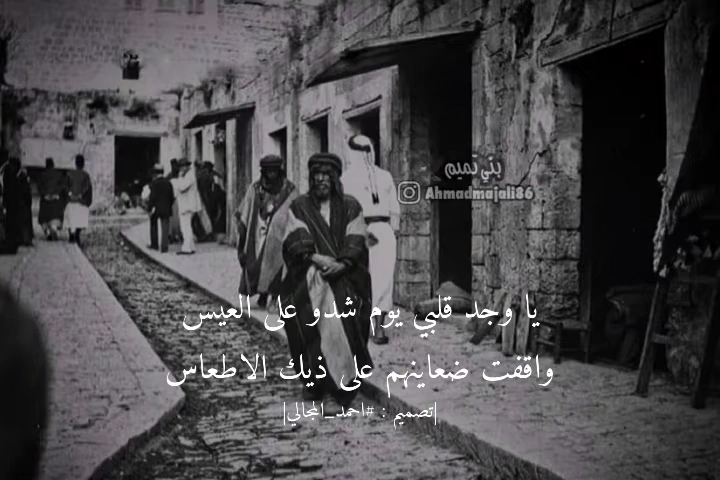 بني تميم
Ahmadmajali86
يا وجد قلبي يوم شدو على العيس
واقفت ضعاينهم على ذيك الاطعاس
|تصميم : #احمد_المجالي|